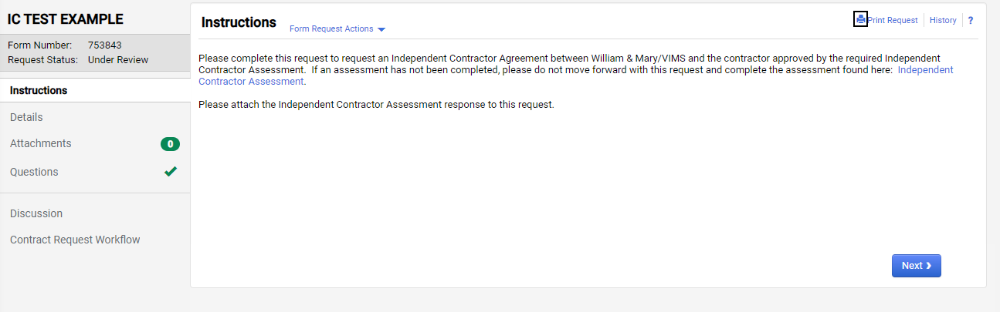 IC TEST EXAMPLE
Form Number: 753843
Request Status: Under Review
Instructions
Details
Attachments 0
Questions
Discussion
Contract Request Workflow
Instructions Form Request Actions
Print Request History ?
Please complete this request to request an Independent Contractor Agreement between William & Mary/VIMS and the contractor approved by the required Independent
Contractor Assessment. If an assessment has not been completed, please do not move forward with this request and complete the assessment found here: Independent
Contractor Assessment.
Please attach the Independent Contractor Assessment response to this request.
Next ›